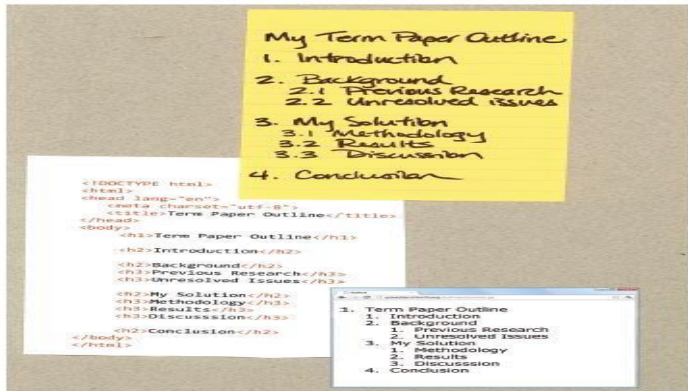 My Term Paper Outline
1. Introduction
2. Background
2.1 Previous Research
2.2 Unresolved issues
3. My Solution
3.1 Methodology
3.2 Results
3.3 Discussion
4. Conclusion
<!DOCTYPE html>
<html>
<head lang="en">
<meta charset="utf-8">
<title>Term Paper Outline</title>
</head>
<body>
<h1>Term Paper Outline</h1>
<h2>Introduction</h2>
<h2>Background</h2>
<h3>Previous Research</h3>
<h3>Unresolved Issues</h3>
<h2>My Solution</h2>
<h3>Methodology</h3>
<h3>Results</h3>
<h3>Discusssion</h3>
<h2>Conclusion</h2>
</body>
</html>
1. Term Paper Outline
1. Introduction
2. Background
1. Previous Research
2. Unresolved Issues
3. My Solution
1. Methodology
2. Results
3. Discusssion
4. Conclusion